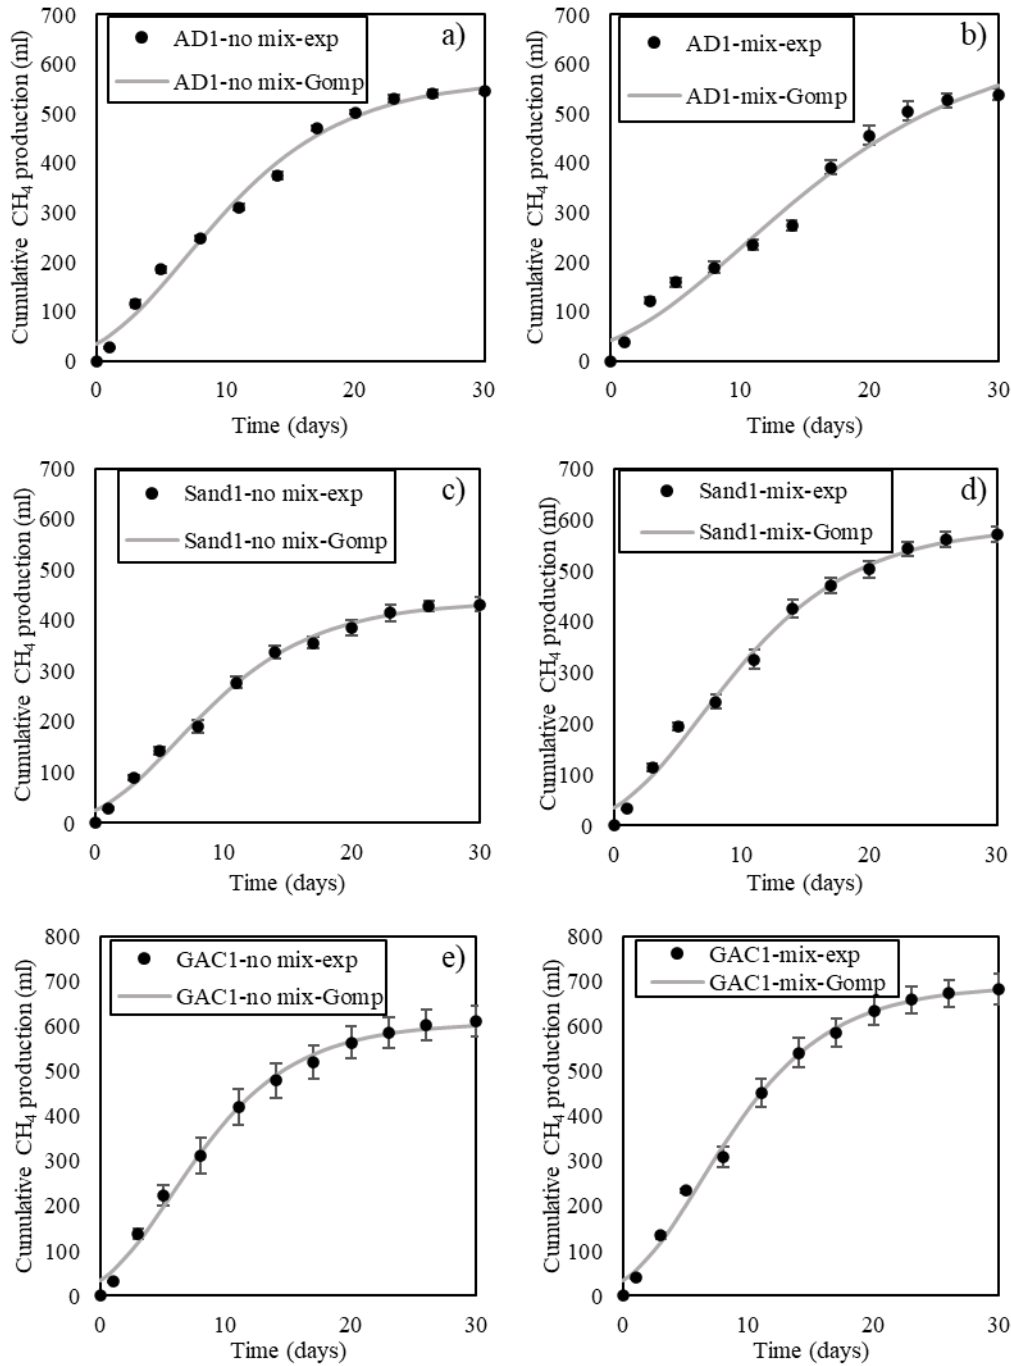 a)
AD1-no mix-exp
AD1-no mix-Gomp
Cumulative CH4 production (ml)
700
600
500
400
300
200
100
0
0 10 20 30
Time (days)
b)
AD1-mix-exp
AD1-mix-Gomp
Cumulative CH4 production (ml)
700
600
500
400
300
200
100
0
0 10 20 30
Time (days)
c)
Sand1-no mix-exp
Sand1-no mix-Gomp
Cumulative CH4 production (ml)
700
600
500
400
300
200
100
0
0 10 20 30
Time (days)
d)
Sand1-mix-exp
Sand1-mix-Gomp
Cumulative CH4 production (ml)
700
600
500
400
300
200
100
0
0 10 20 30
Time (days)
e)
GAC1-no mix-exp
GAC1-no mix-Gomp
Cumulative CH4 production (ml)
800
700
600
500
400
300
200
100
0
0 10 20 30
Time (days)
GAC1-mix-exp
GAC1-mix-Gomp
Cumulative CH4 production (ml)
800
700
600
500
400
300
200
100
0
0 10 20 30
Time (days)